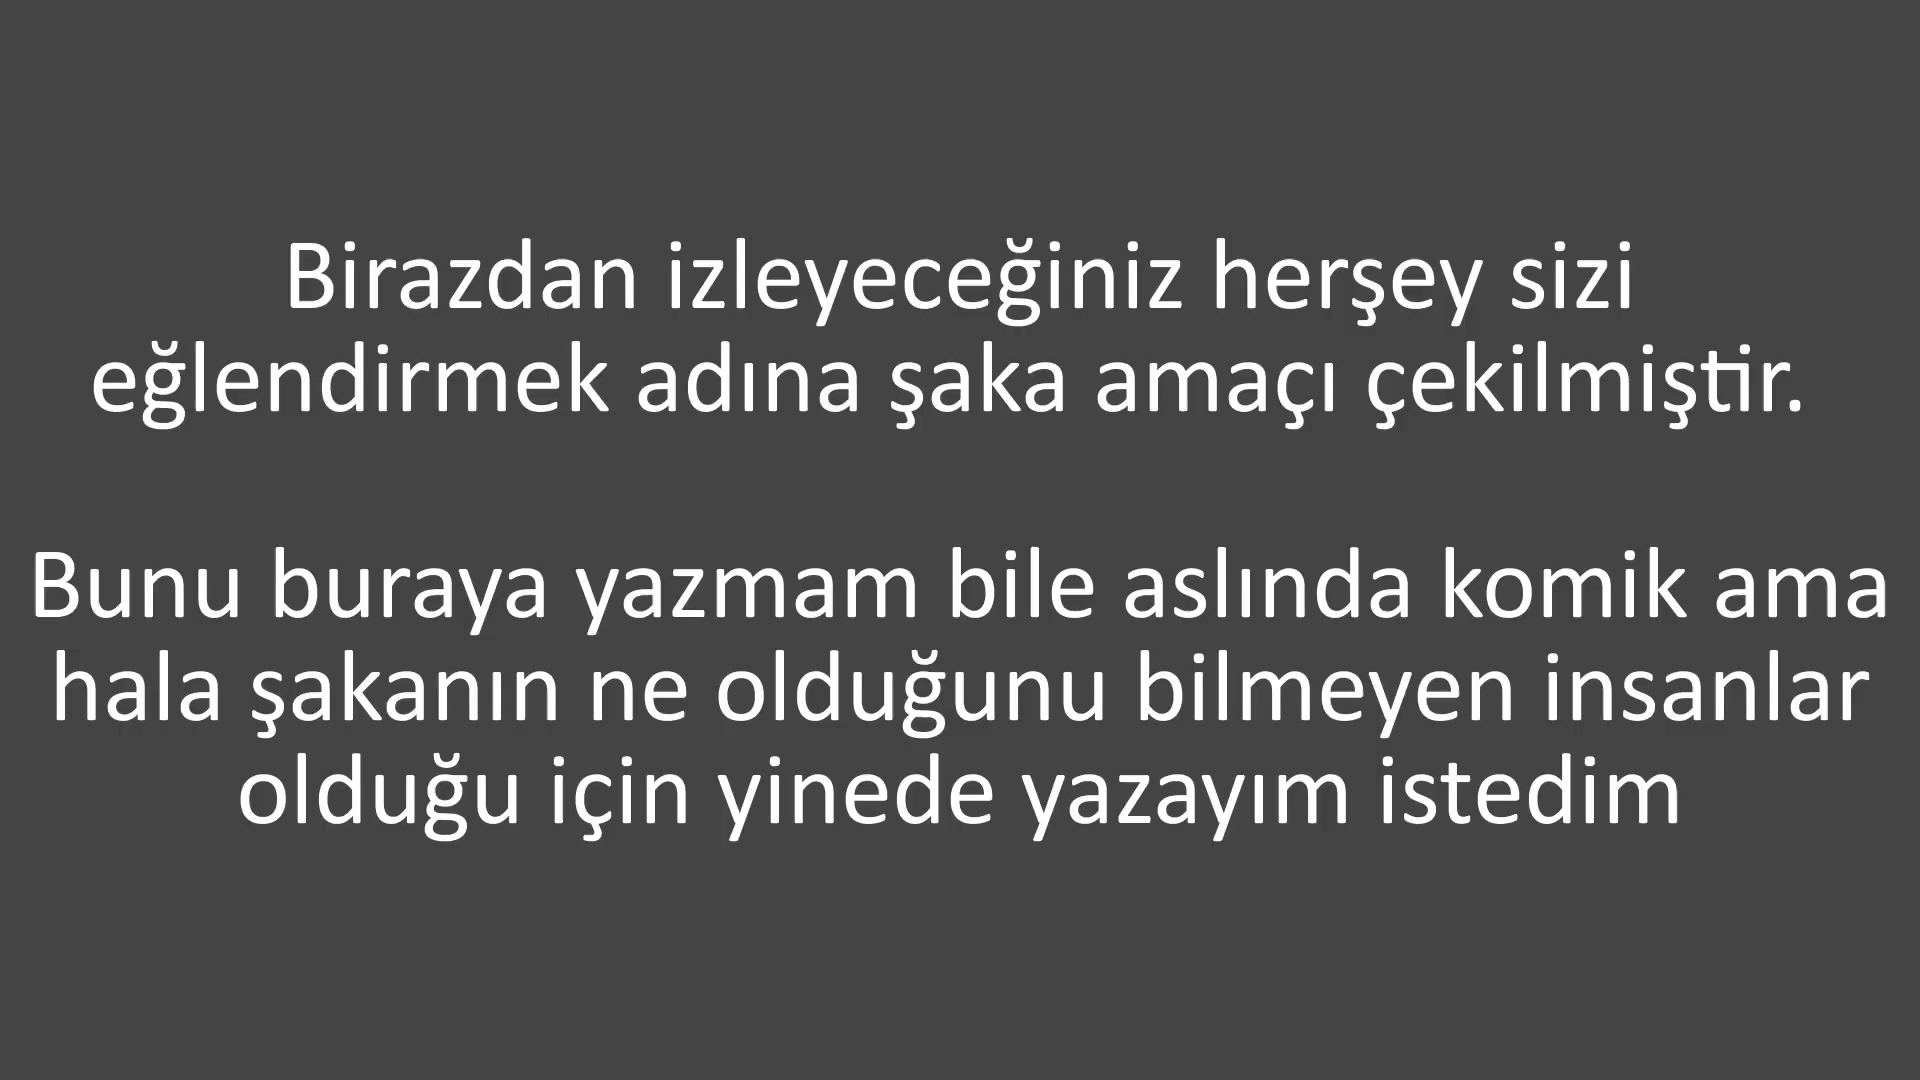 Birazdan izleyeceğiniz herşey sizi
eğlendirmek adına şaka amaçı çekilmiştir.
Bunu buraya yazmam bile aslında komik ama
hala şakanın ne olduğunu bilmeyen insanlar
olduğu için yinede yazayım istedim